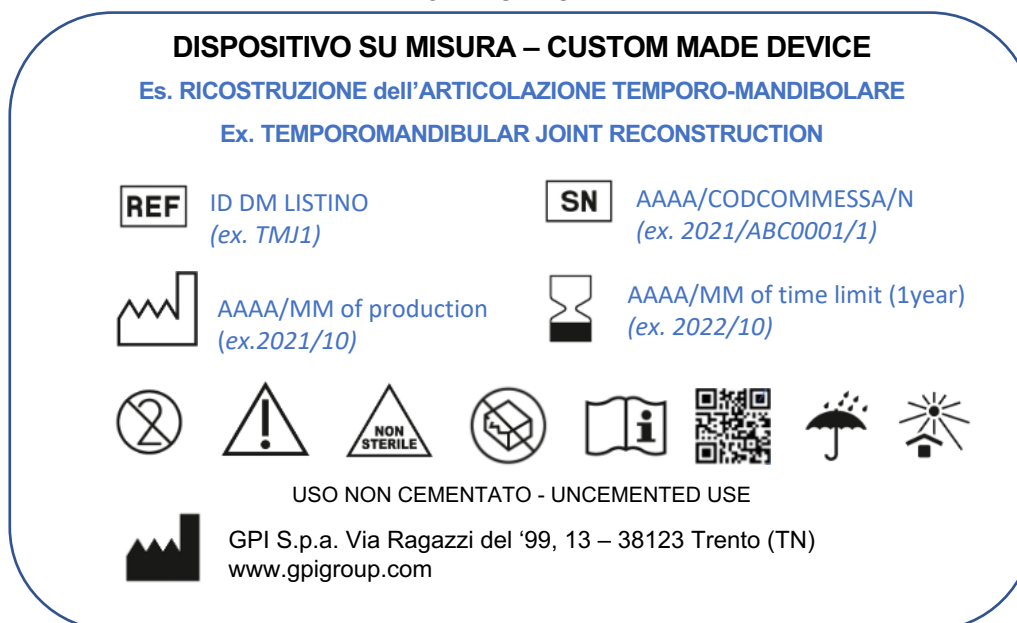 DISPOSITIVO SU MISURA – CUSTOM MADE DEVICE
Es. RICOSTRUZIONE dell'ARTICOLAZIONE TEMPORO-MANDIBOLARE
Ex. TEMPOROMANDIBULAR JOINT RECONSTRUCTION
REF
ID DM LISTINO
(ex. TMJ1)
SN
AAAA/CODCOMMESSA/N
(ex. 2021/ABC0001/1)
AAAA/MM of production
(ex.2021/10)
AAAA/MM of time limit (1year)
(ex. 2022/10)
2
NON
STERILE
i
USO NON CEMENTATO - UNCEMENTED USE
GPI S.p.a. Via Ragazzi del '99, 13 – 38123 Trento (TN)
www.gpigroup.com